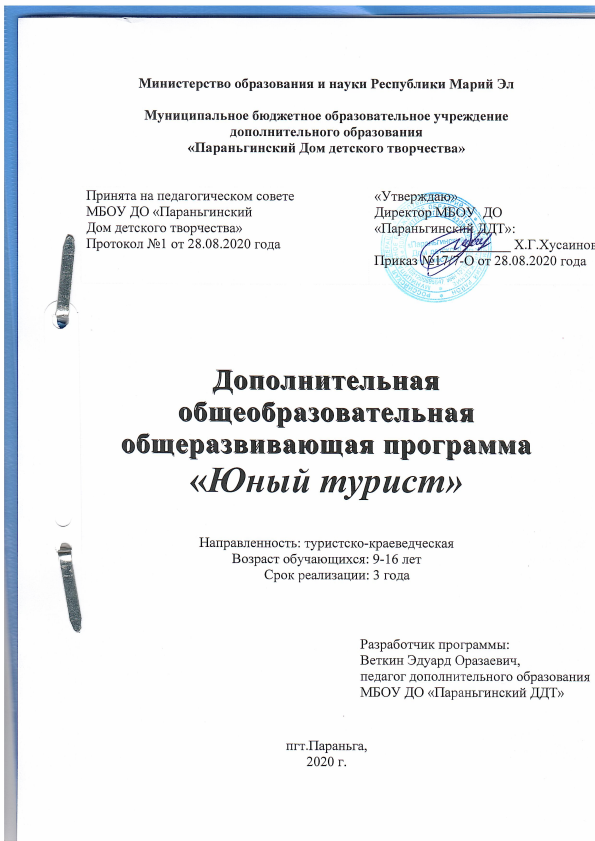 Министерство образования и науки Республики Марий Эл
Муниципальное бюджетное образовательное учреждение
дополнительного образования
«Параньгинский Дом детского творчества»
Принята на педагогическом совете
МБОУ ДО «Параньгинский
Дом детского творчества»
Протокол №1 от 28.08.2020 года
«Утверждаю»
Директор МБОУ ДО
«Параньгинский ДДТ»:
Х.Г.Хусаинов
Приказ №17/7-О от 28.08.2020 года
Дополнительная
общеобразовательная
общеразвивающая программа
«Юный турист»
Направленность: туристско-краеведческая
Возраст обучающихся: 9-16 лет
Срок реализации: 3 года
Разработчик программы:
Веткин Эдуард Оразаевич,
педагог дополнительного образования
МБОУ ДО «Параньгинский ДДТ»
пгт.Параньга,
2020 г.